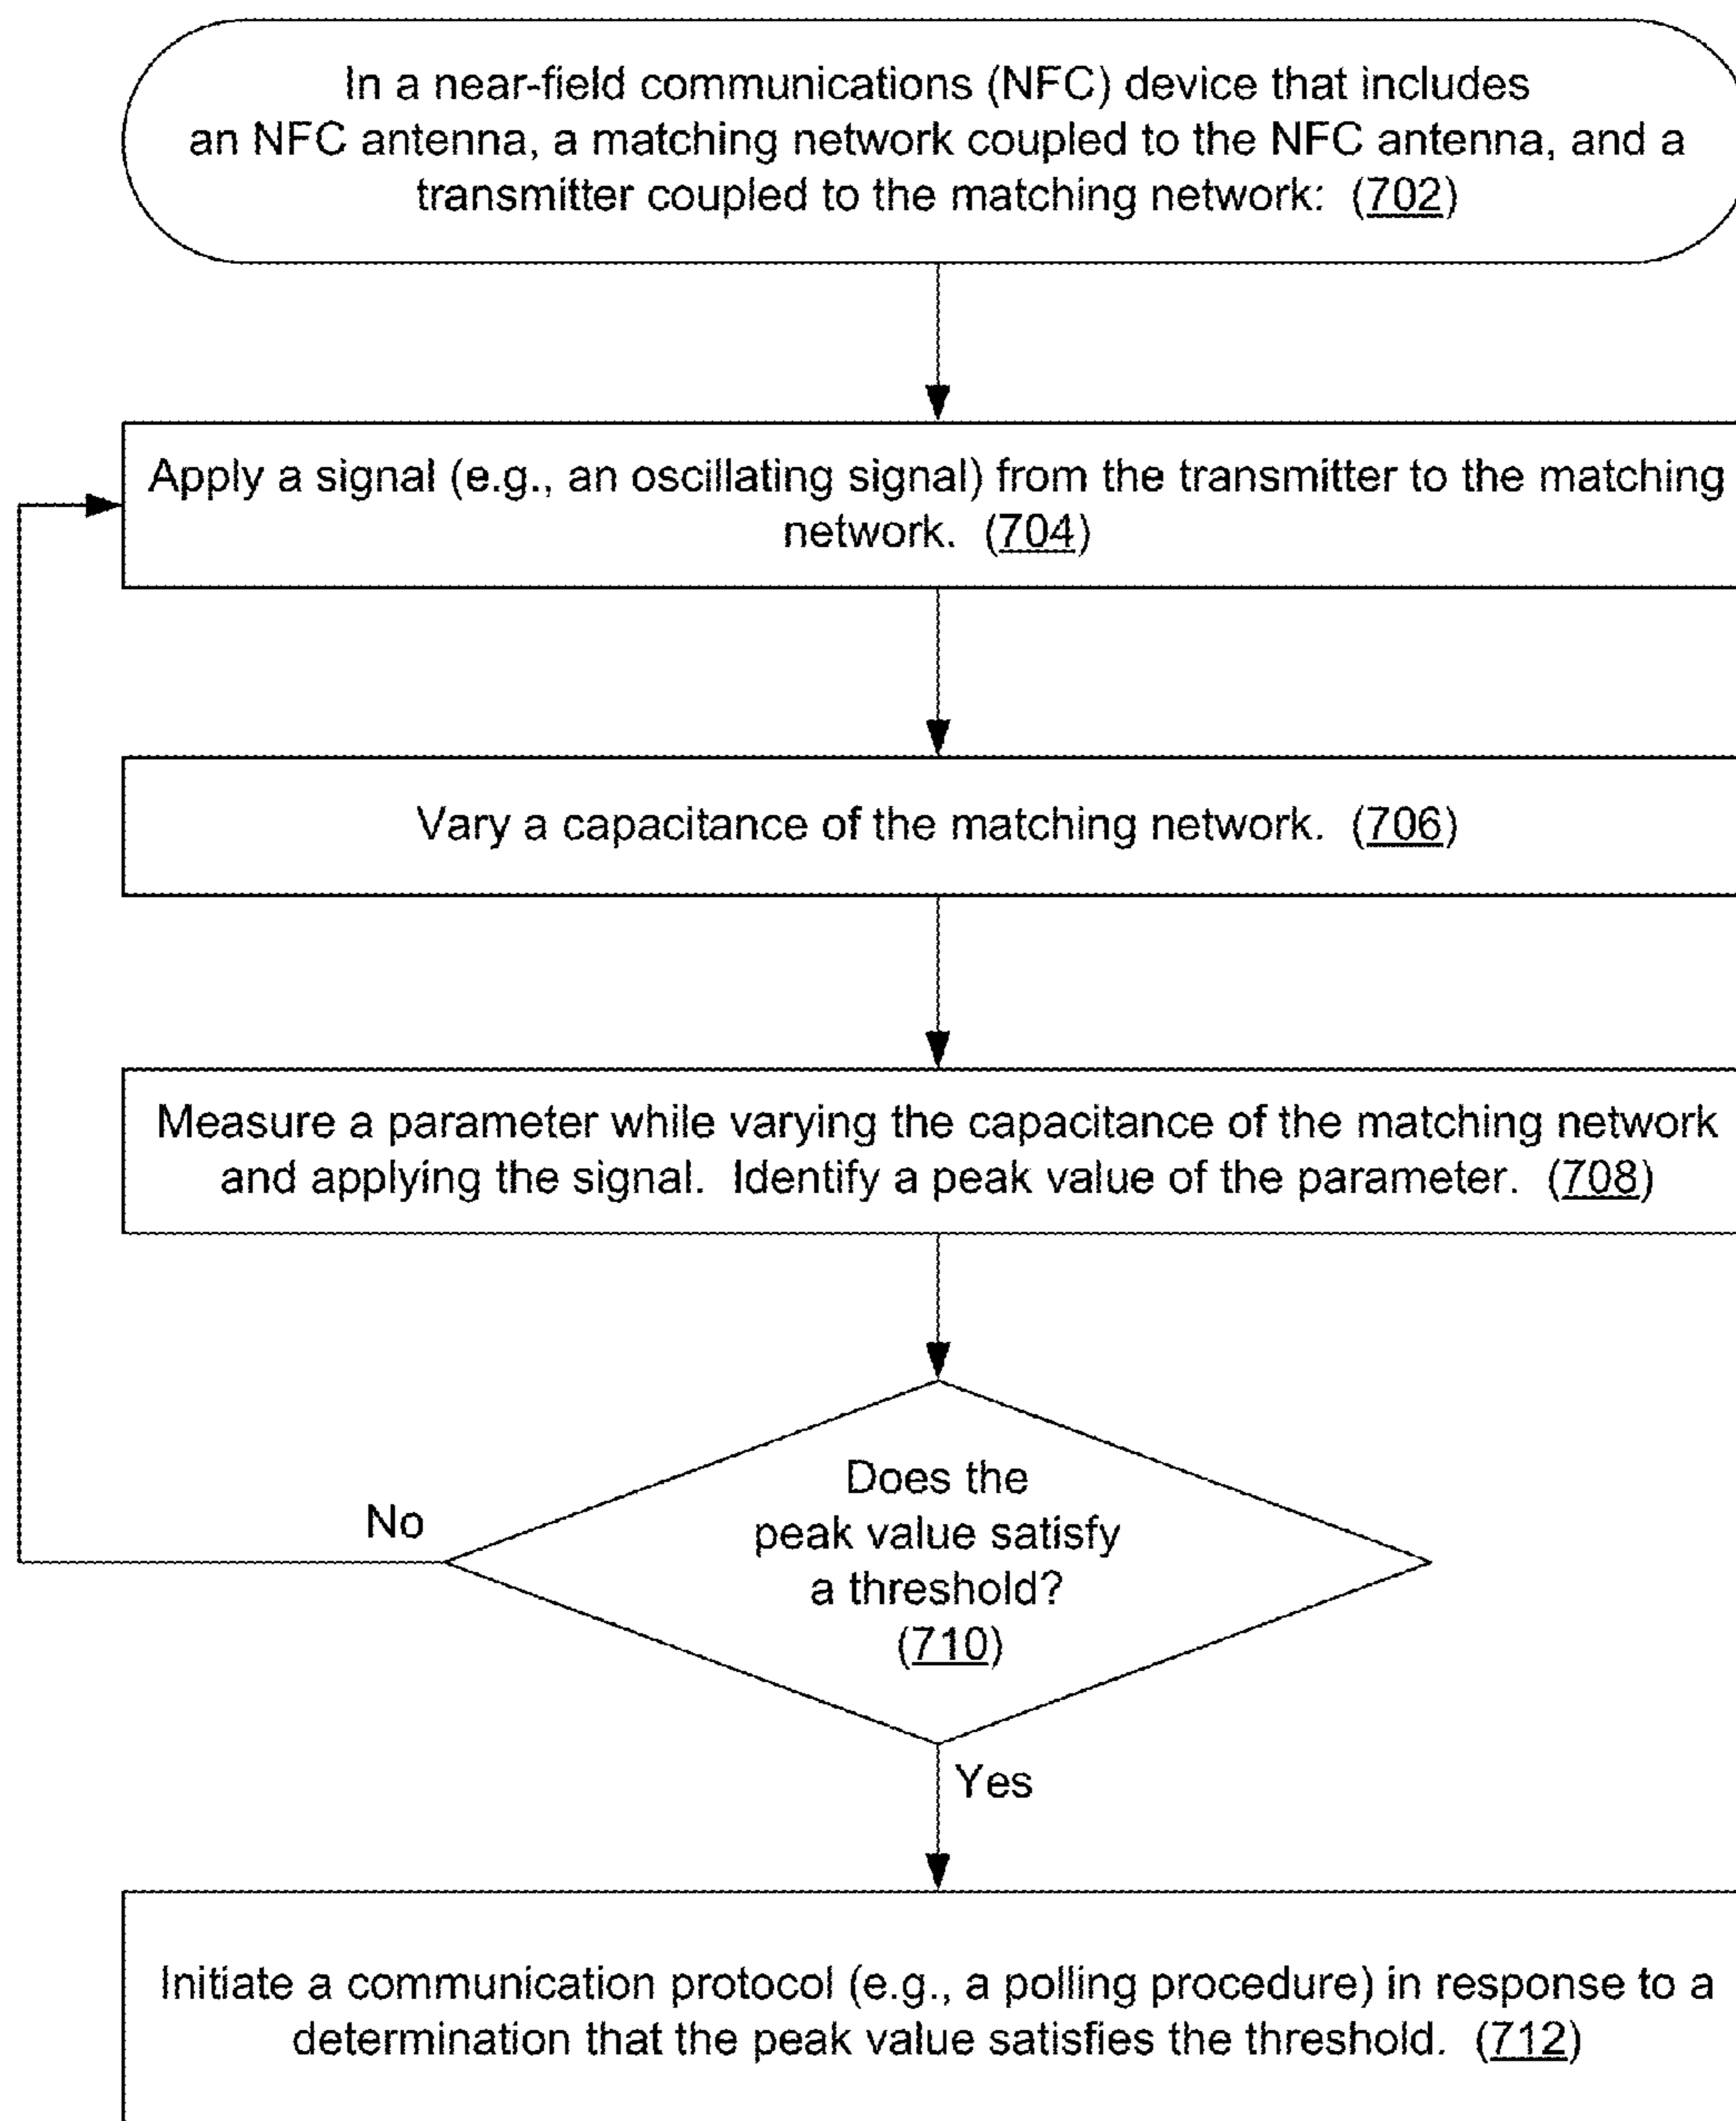 In a near-field communications (NFC) device that includes
an NFC antenna, a matching network coupled to the NFC antenna, and a
transmitter coupled to the matching network: (702)
Apply a signal (e.g., an oscillating signal) from the transmitter to the matching
network. (704)
Vary a capacitance of the matching network. (706)
Measure a parameter while varying the capacitance of the matching network
and applying the signal. Identify a peak value of the parameter. (708)
Does the
peak value satisfy
a threshold?
(710)
No
Yes
Initiate a communication protocol (e.g., a polling procedure) in response to a
determination that the peak value satisfies the threshold. (712)